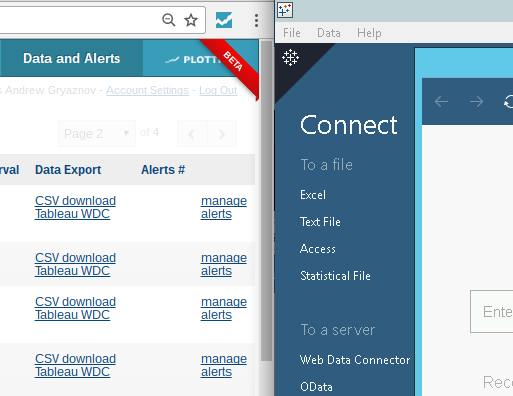 Data and Alerts
PLOTT
BETA
s Andrew Gryaznov - Account Settings - Log Out
Page 2 of 4
rval Data Export Alerts #
CSV download manage
Tableau WDC alerts
CSV download manage
Tableau WDC alerts
CSV download manage
Tableau WDC alerts
CSV download manage
Tableau WDC alerts
File Data Help
Connect
To a file
Excel
Text File
Access
Statistical File
To a server
Web Data Connector
OData
Ente
Rece